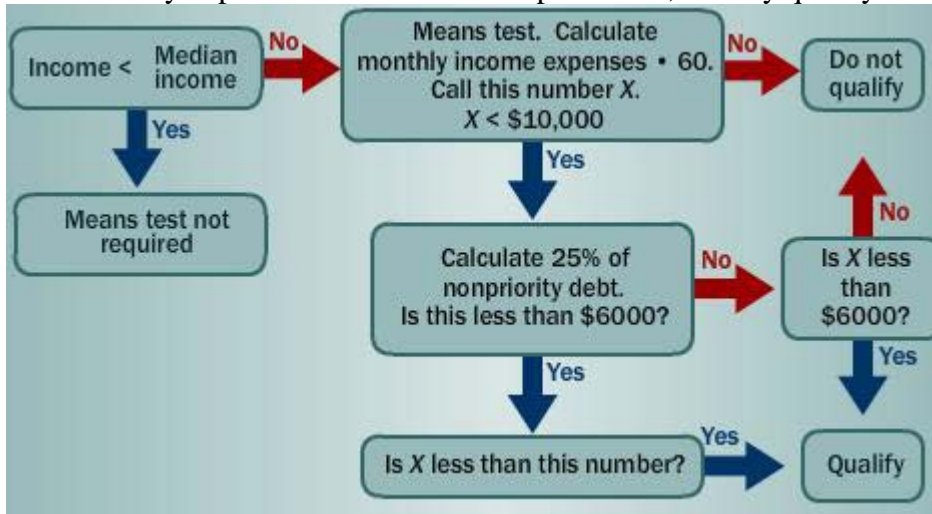 Income < Median
income
No
Means test. Calculate
monthly income expenses • 60.
Call this number X.
X < $10,000
No
Do not
qualify
Yes
Means test not
required
Yes
No
Calculate 25% of
nonpriority debt.
Is this less than $6000?
No
Is X less
than
$6000?
Yes
Yes
Is X less than this number?
Yes
Qualify